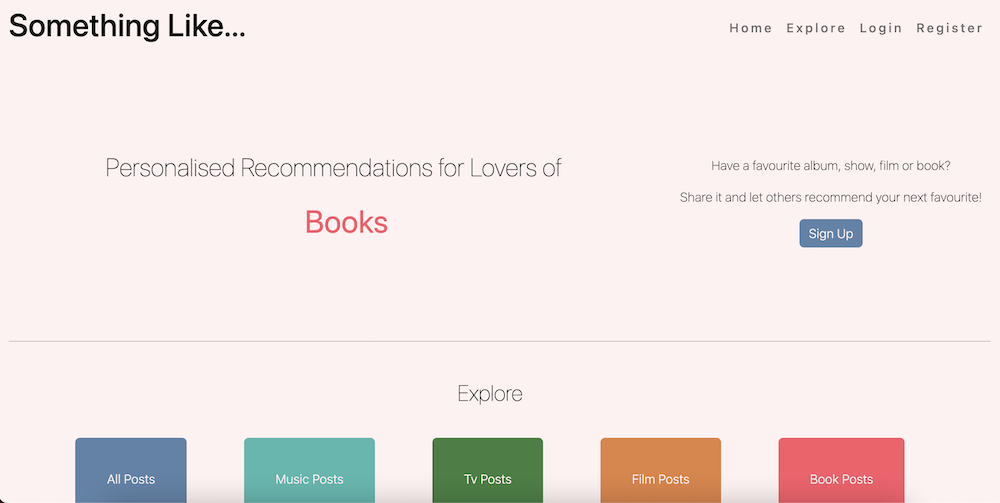 Something Like...
Home Explore Login Register
Personalised Recommendations for Lovers of
Books
Have a favourite album, show, film or book?
Share it and let others recommend your next favourite!
Sign Up
Explore
All Posts
Music Posts
Tv Posts
Film Posts
Book Posts